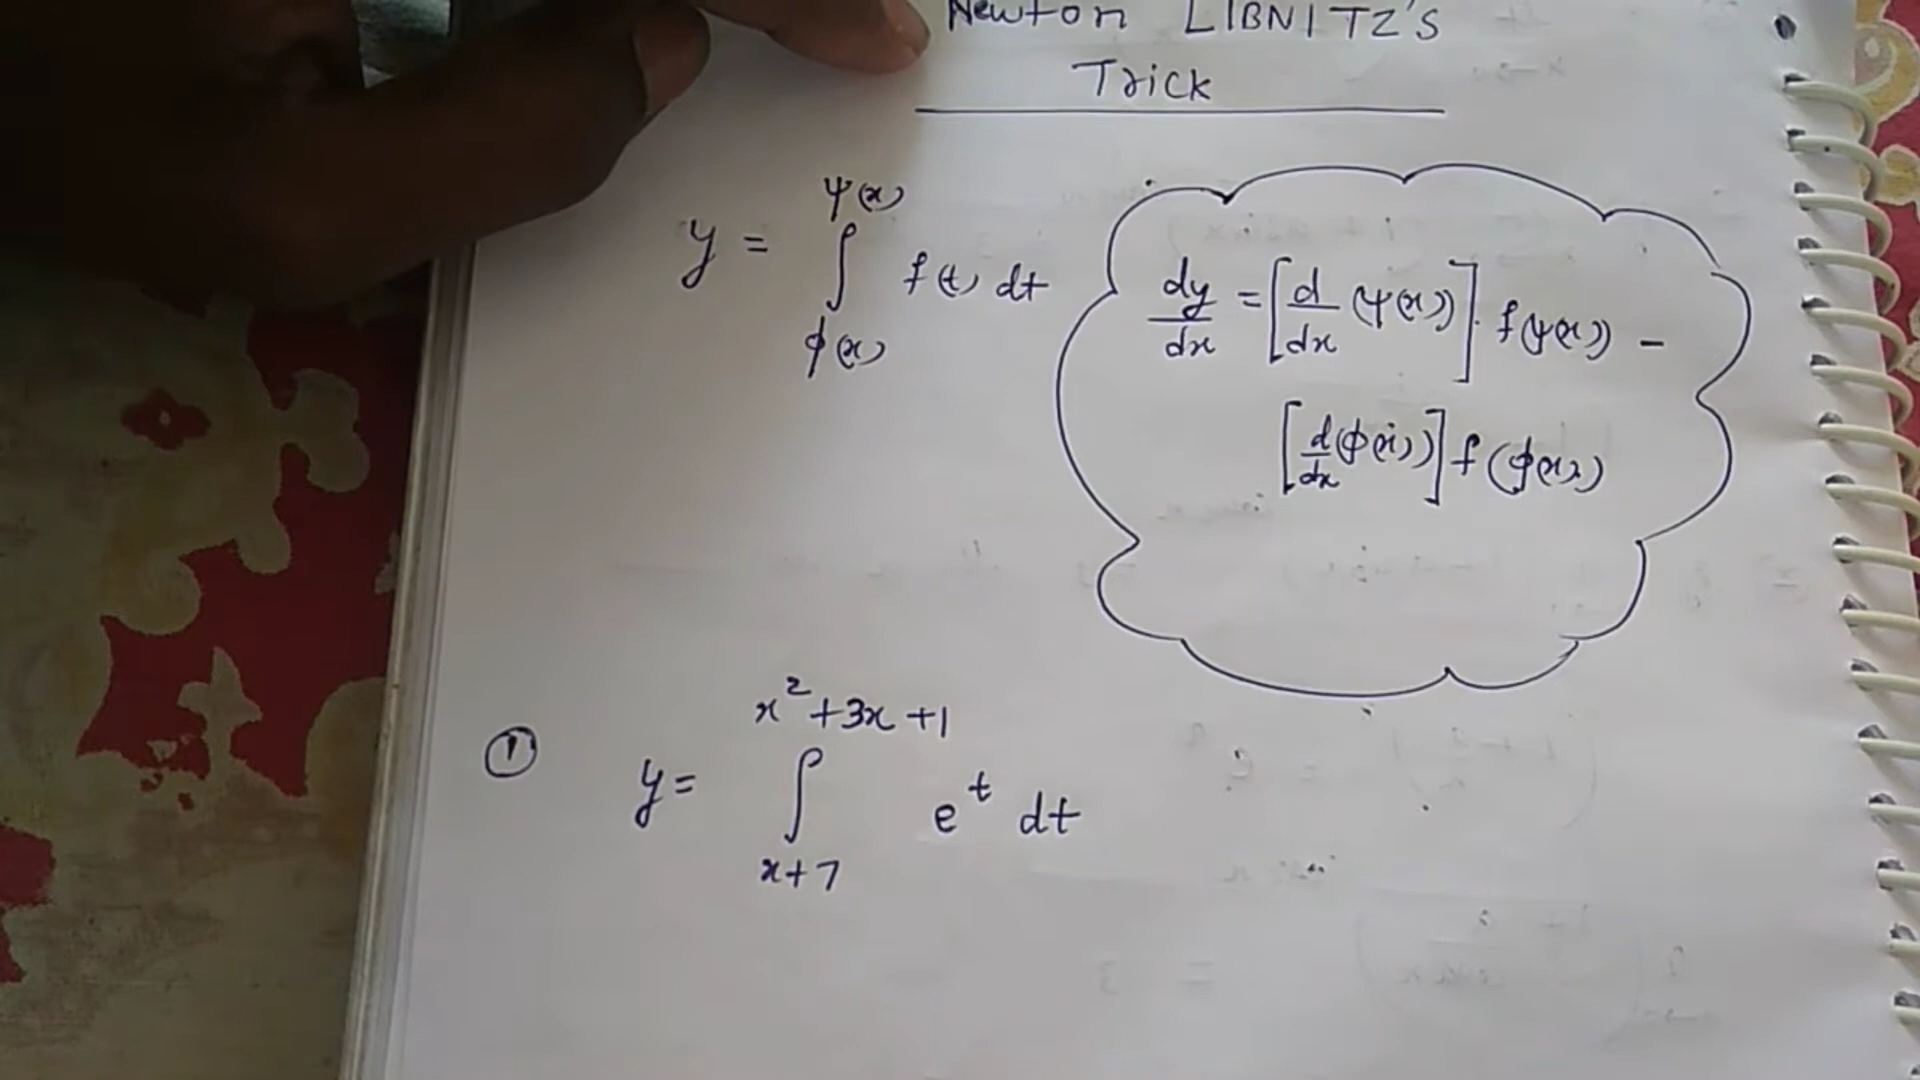 Newton LIBNITZ'S
Trick
y = ∫_{φ(x)}^{ψ(x)} f(t) dt
dy/dx = [d/dx (ψ(x))]. f(ψ(x)) -
[d/dx (φ(x))] f(φ(x))
① y = ∫_{x+7}^{x²+3x+1} e^t dt